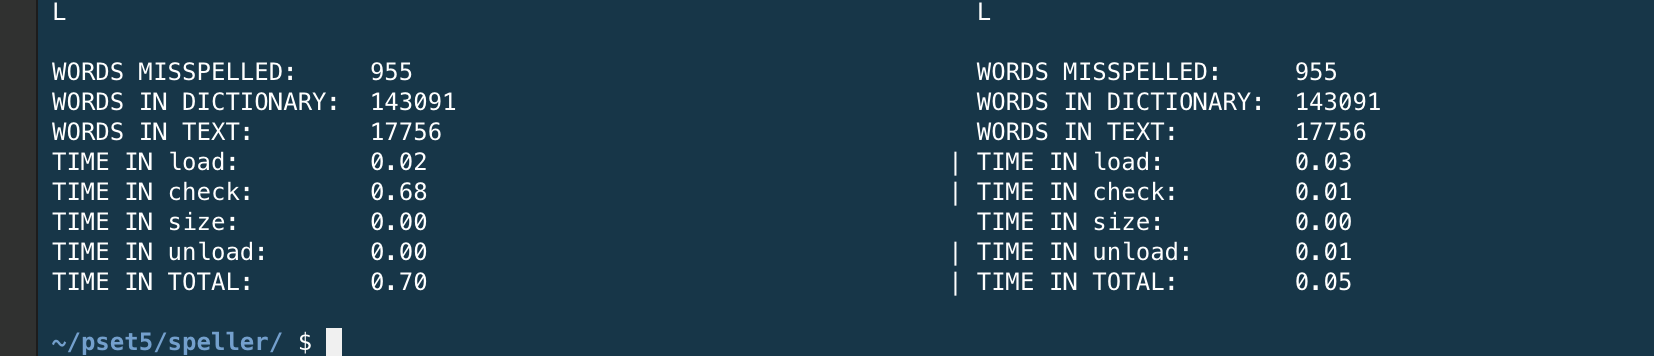 L L
WORDS MISSPELLED: 955 WORDS MISSPELLED: 955
WORDS IN DICTIONARY: 143091 WORDS IN DICTIONARY: 143091
WORDS IN TEXT: 17756 WORDS IN TEXT: 17756
TIME IN load: 0.02 | TIME IN load: 0.03
TIME IN check: 0.68 | TIME IN check: 0.01
TIME IN size: 0.00 TIME IN size: 0.00
TIME IN unload: 0.00 | TIME IN unload: 0.01
TIME IN TOTAL: 0.70 | TIME IN TOTAL: 0.05
~/pset5/speller/ $